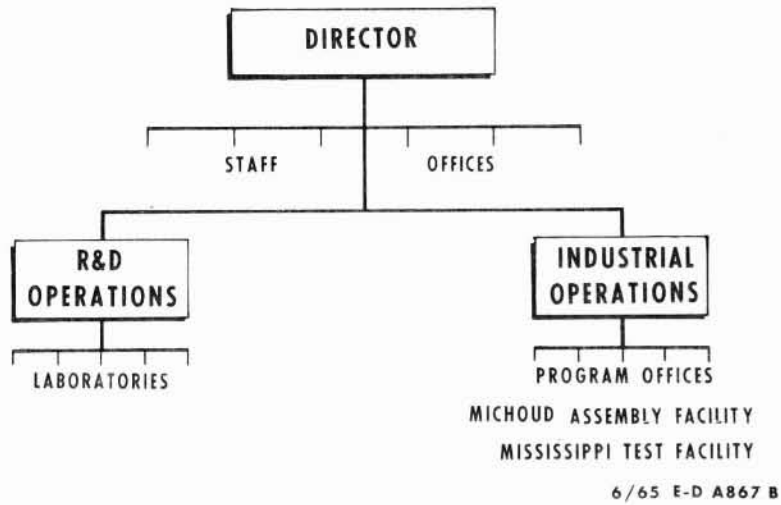 DIRECTOR
STAFF OFFICES
R&D
OPERATIONS
LABORATORIES
INDUSTRIAL
OPERATIONS
PROGRAM OFFICES
MICHOUD ASSEMBLY FACILITY
MISSISSIPPI TEST FACILITY
6/65 E-D A867 B